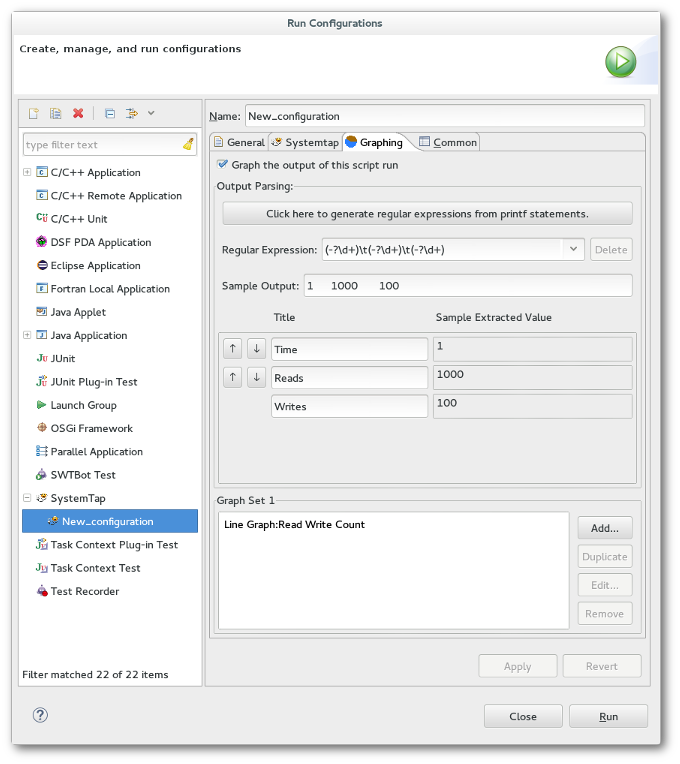 Run Configurations
Create, manage, and run configurations
type filter text
C/C++ Application
C/C++ Remote Application
C/C++ Unit
DSF PDA Application
Eclipse Application
Fortran Local Application
Java Applet
Java Application
JUnit
JUnit Plug-in Test
Launch Group
OSGi Framework
Parallel Application
SWTBot Test
SystemTap
New_configuration
Task Context Plug-in Test
Task Context Test
Test Recorder
Filter matched 22 of 22 items
Name: New_configuration
General Systemtap Graphing Common
Graph the output of this script run
Output Parsing:
Click here to generate regular expressions from printf statements.
Regular Expression: (-?\d+)\t(-?\d+)\t(-?\d+) Delete
Sample Output: 1 1000 100
Title Sample Extracted Value
Time 1
Reads 1000
Writes 100
Graph Set 1
Line Graph:Read Write Count
Add...
Duplicate
Edit...
Remove
Apply Revert
? Close Run